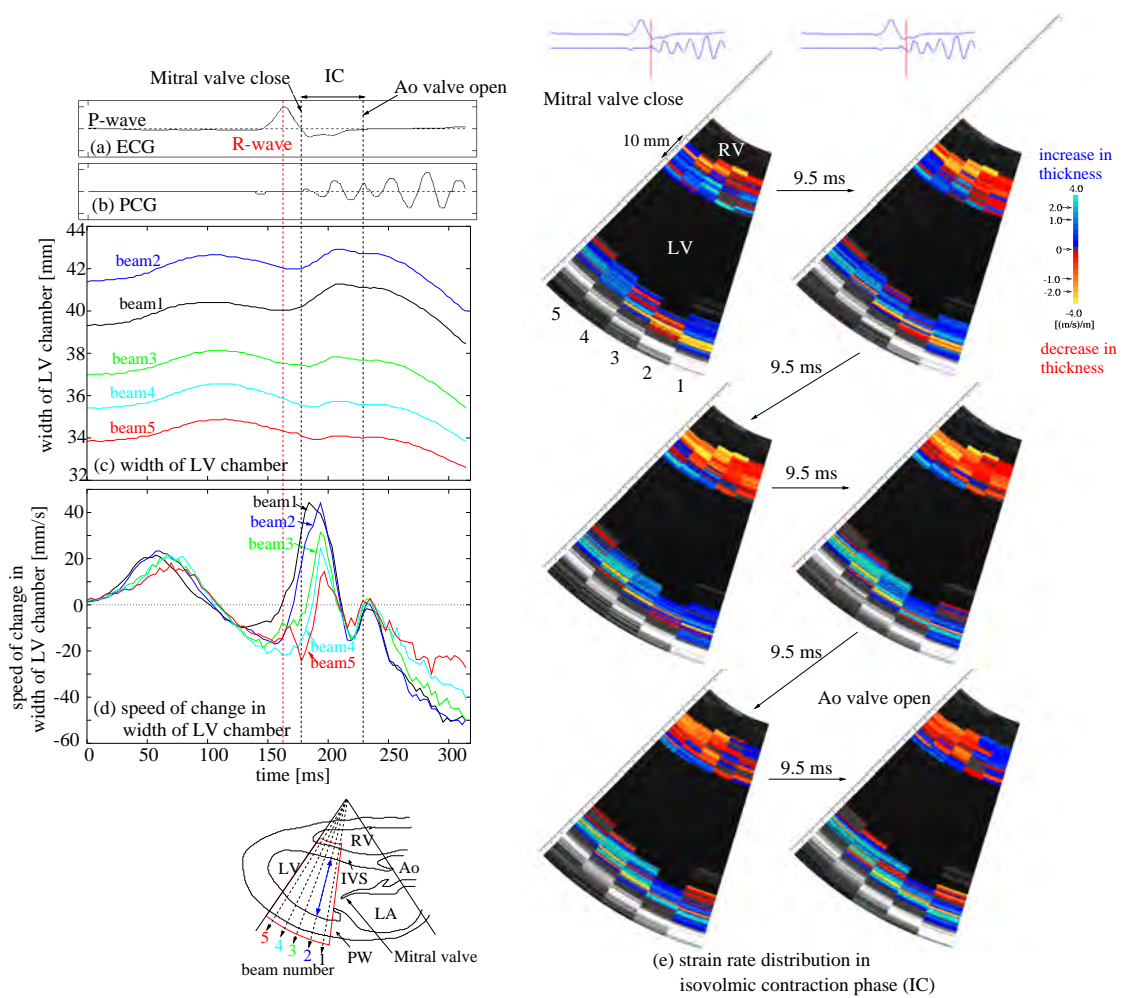 Mitral valve close
IC
Ao valve open
P-wave
R-wave
(a) ECG
(b) PCG
width of LV chamber [mm]
42
40
38
36
34
32
beam2
beam1
beam3
beam4
beam5
(c) width of LV chamber
speed of change in
width of LV chamber [mm/s]
40
20
0
-20
-40
-60
beam1
beam2
beam3
beam4
beam5
(d) speed of change in
width of LV chamber
0
50
100
150
200
250
300
time [ms]
RV
LV
IVS
Ao
LA
PW
Mitral valve
5
4
3
2
1
beam number
Mitral valve close
10 mm
RV
LV
5
4
3
2
1
9.5 ms
increase in
thickness
4.0
2.0
1.0
0
-1.0
-2.0
-4.0
[(m/s)/m]
decrease in
thickness
9.5 ms
9.5 ms
9.5 ms
Ao valve open
9.5 ms
(e) strain rate distribution in
isovolmic contraction phase (IC)